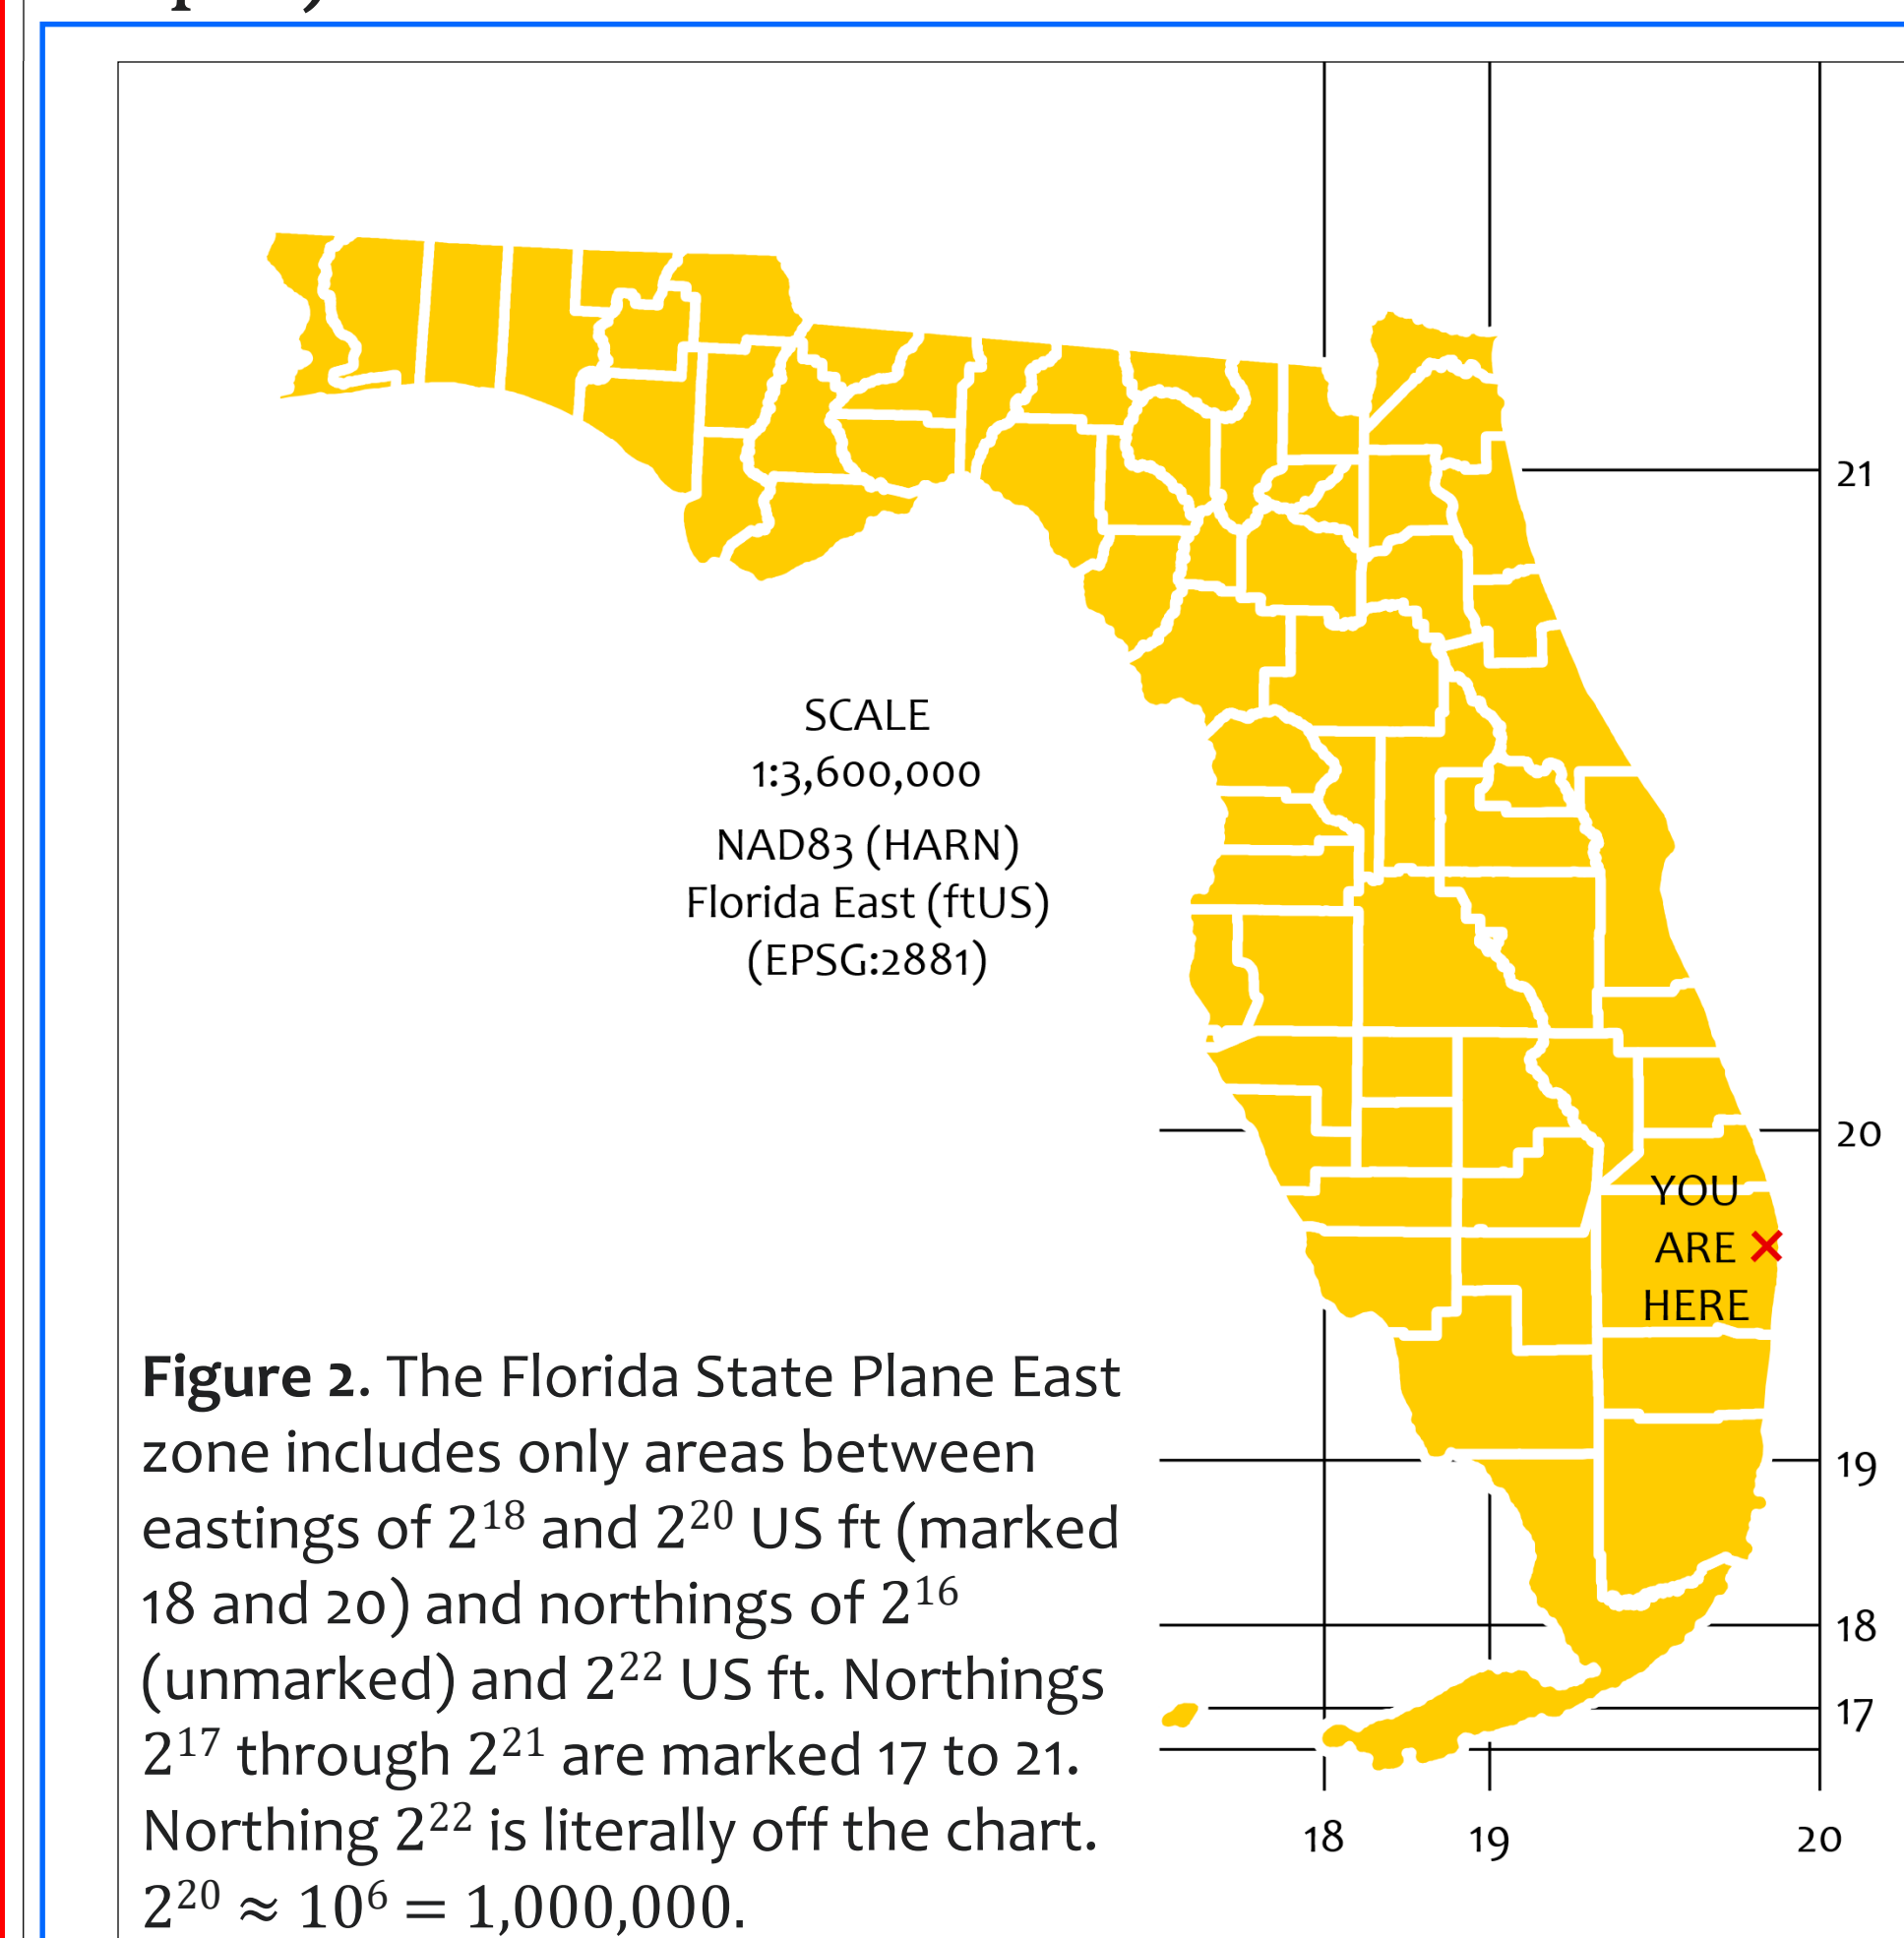 SCALE
1:3,600,000
NAD83 (HARN)
Florida East (ftUS)
(EPSG:2881)
21
20
YOU
ARE
HERE
19
18
17
18 19 20
Figure 2. The Florida State Plane East
zone includes only areas between
eastings of 2¹⁸ and 2²⁰ US ft (marked
18 and 20) and northings of 2¹⁶
(unmarked) and 2²² US ft. Northings
2¹⁷ through 2²¹ are marked 17 to 21.
Northing 2²² is literally off the chart.
2²⁰ ≈ 10⁶ = 1,000,000.